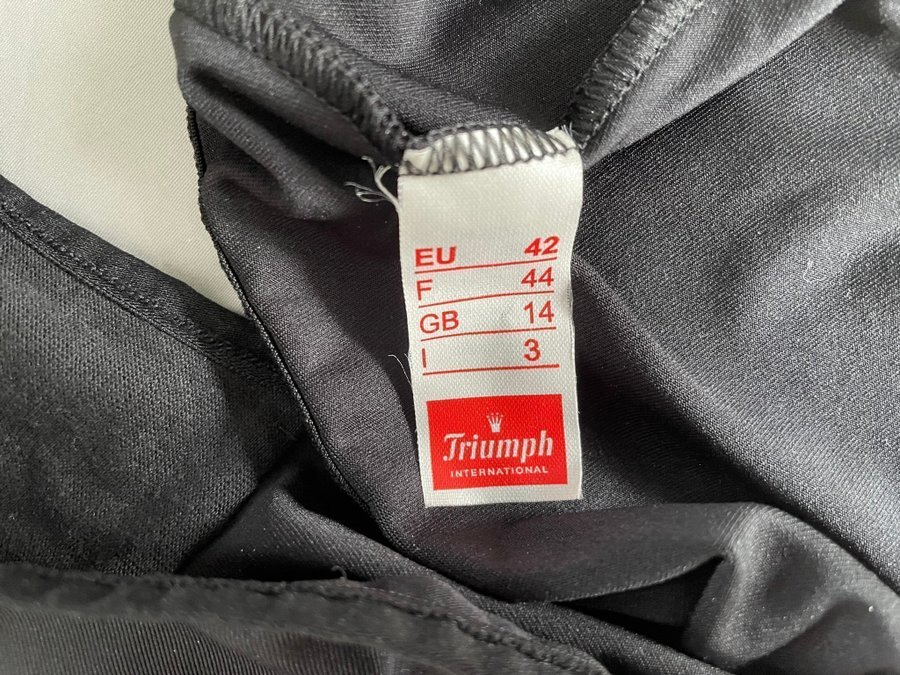 EU 42
F 44
GB 14
I 3
Triumph
INTERNATIONAL